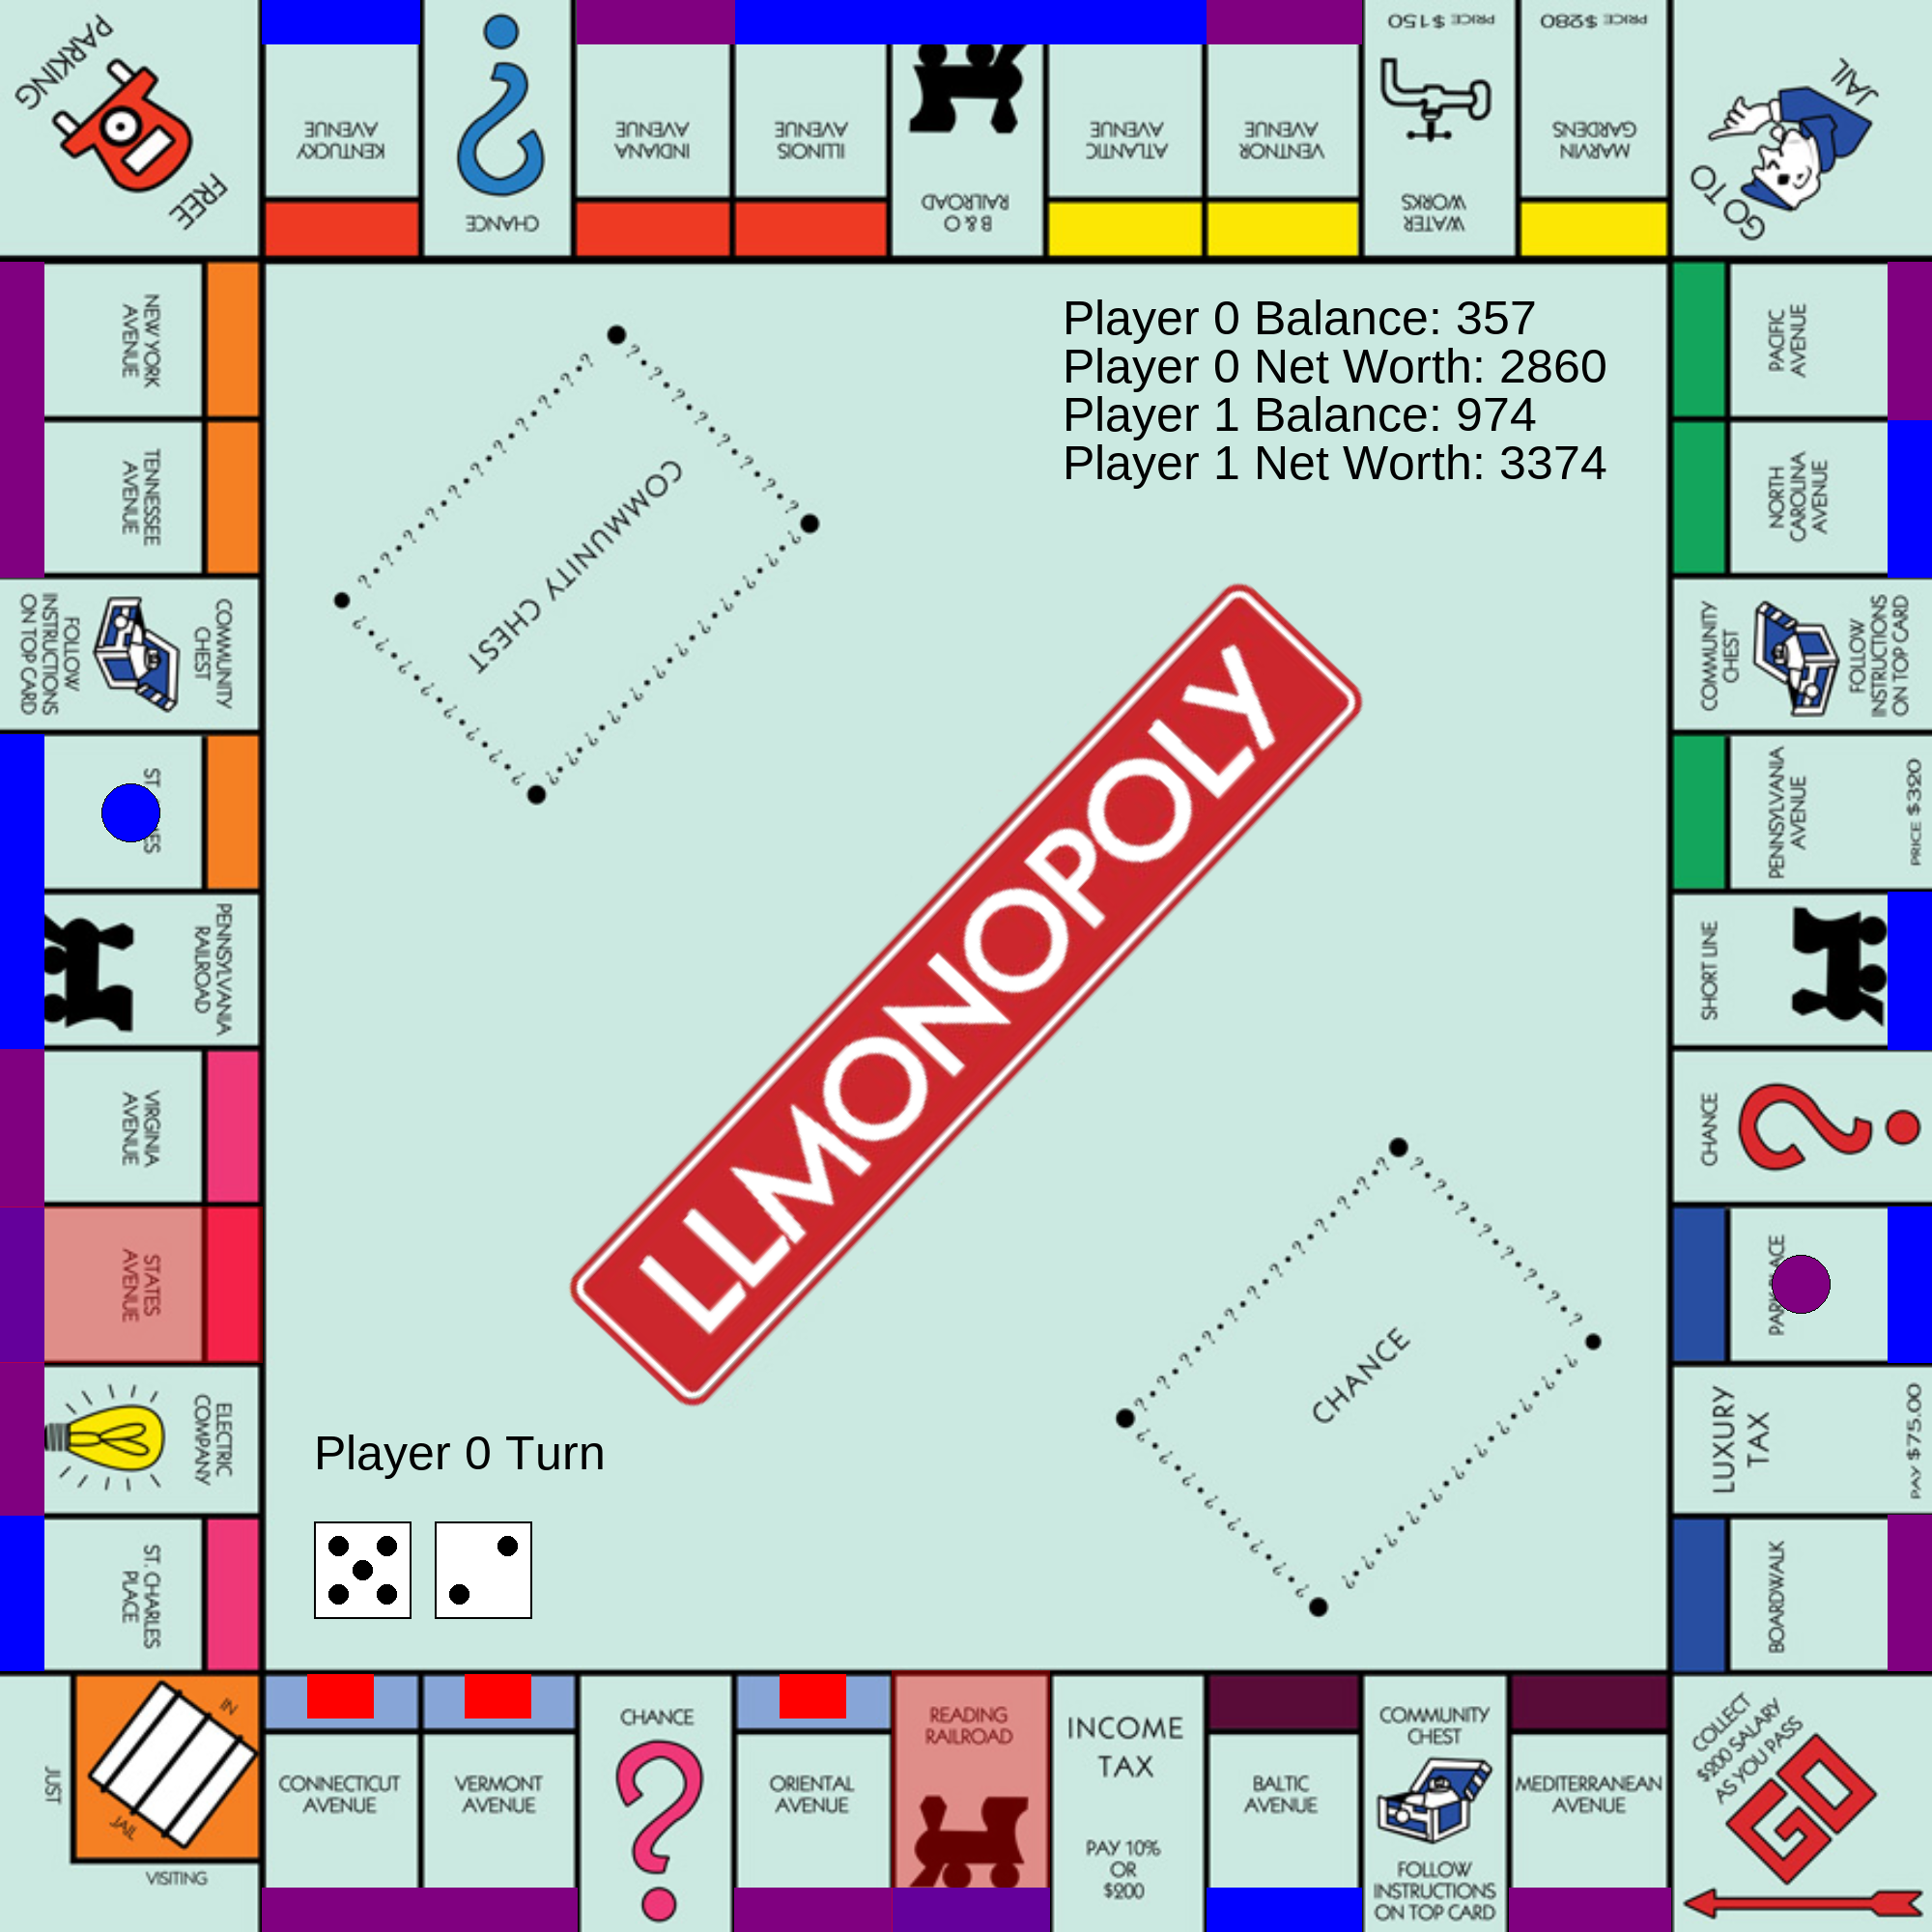 FREE
PARKING
KENTUCKY
AVENUE
CHANCE
INDIANA
AVENUE
ILLINOIS
AVENUE
B & O
RAILROAD
ATLANTIC
AVENUE
VENTNOR
AVENUE
PRICE $150
WATER
WORKS
PRICE $280
MARVIN
GARDENS
GO TO
JAIL
NEW YORK
AVENUE
TENNESSEE
AVENUE
COMMUNITY
CHEST
FOLLOW
INSTRUCTIONS
ON TOP CARD
ST.
PENNSYLVANIA
RAILROAD
VIRGINIA
AVENUE
STATES
AVENUE
ELECTRIC
COMPANY
ST. CHARLES
PLACE
Player 0 Balance: 357
Player 0 Net Worth: 2860
Player 1 Balance: 974
Player 1 Net Worth: 3374
COMMUNITY CHEST
LLMONOPOLY
CHANCE
Player 0 Turn
PACIFIC
AVENUE
NORTH
CAROLINA
AVENUE
COMMUNITY
CHEST
FOLLOW
INSTRUCTIONS
ON TOP CARD
PENNSYLVANIA
AVENUE
PRICE $320
SHORT LINE
CHANCE
PARK PLACE
LUXURY
TAX
PAY $75.00
BOARDWALK
JUST
VISITING
IN
JAIL
CONNECTICUT
AVENUE
VERMONT
AVENUE
CHANCE
ORIENTAL
AVENUE
READING
RAILROAD
INCOME
TAX
PAY 10%
OR
$200
BALTIC
AVENUE
COMMUNITY
CHEST
FOLLOW
INSTRUCTIONS
ON TOP CARD
MEDITERRANEAN
AVENUE
COLLECT
$200 SALARY
AS YOU PASS
GO